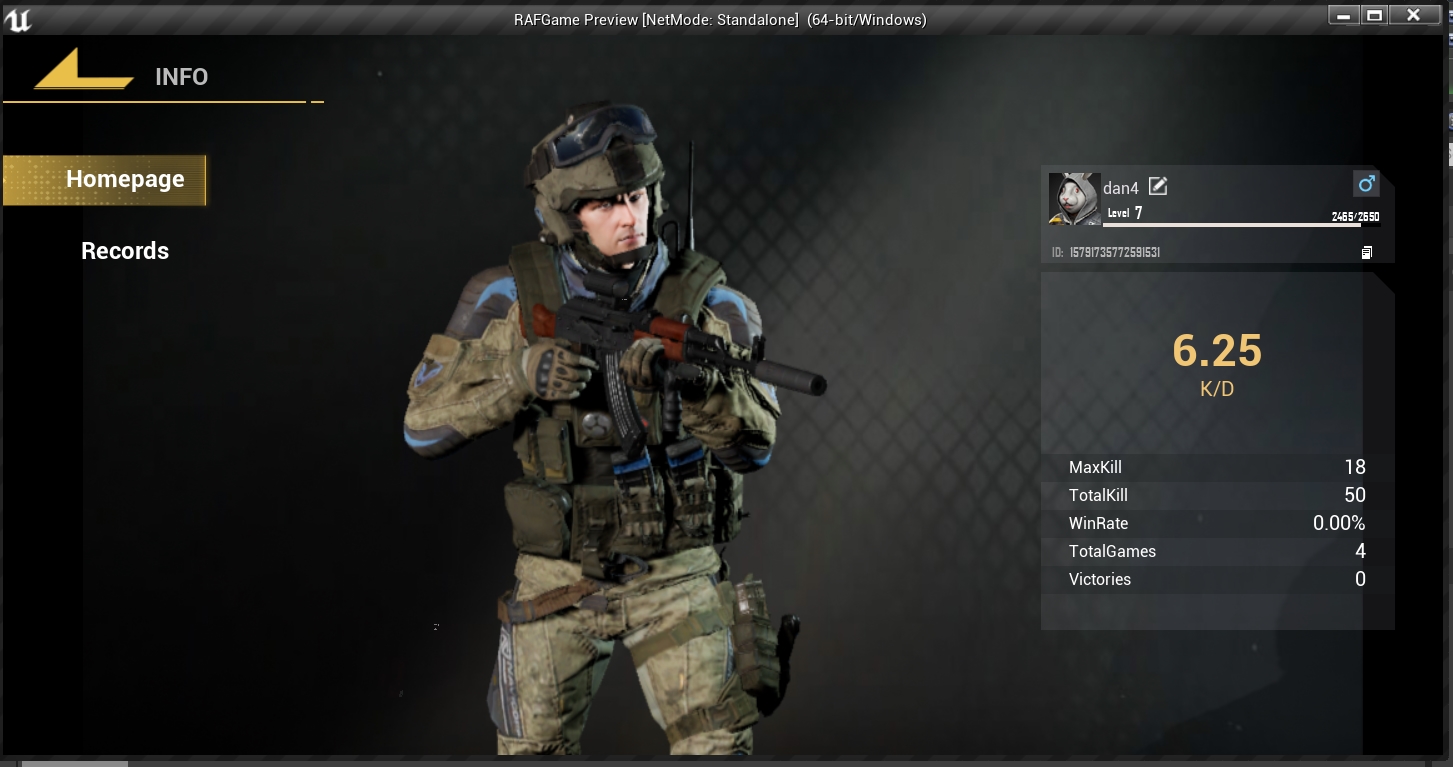 RAFGame Preview [NetMode: Standalone] (64-bit/Windows)
INFO
Homepage
Records
dan4
Level 7
2465/2650
ID: 15791735772591531
6.25
K/D
MaxKill 18
TotalKill 50
WinRate 0.00%
TotalGames 4
Victories 0